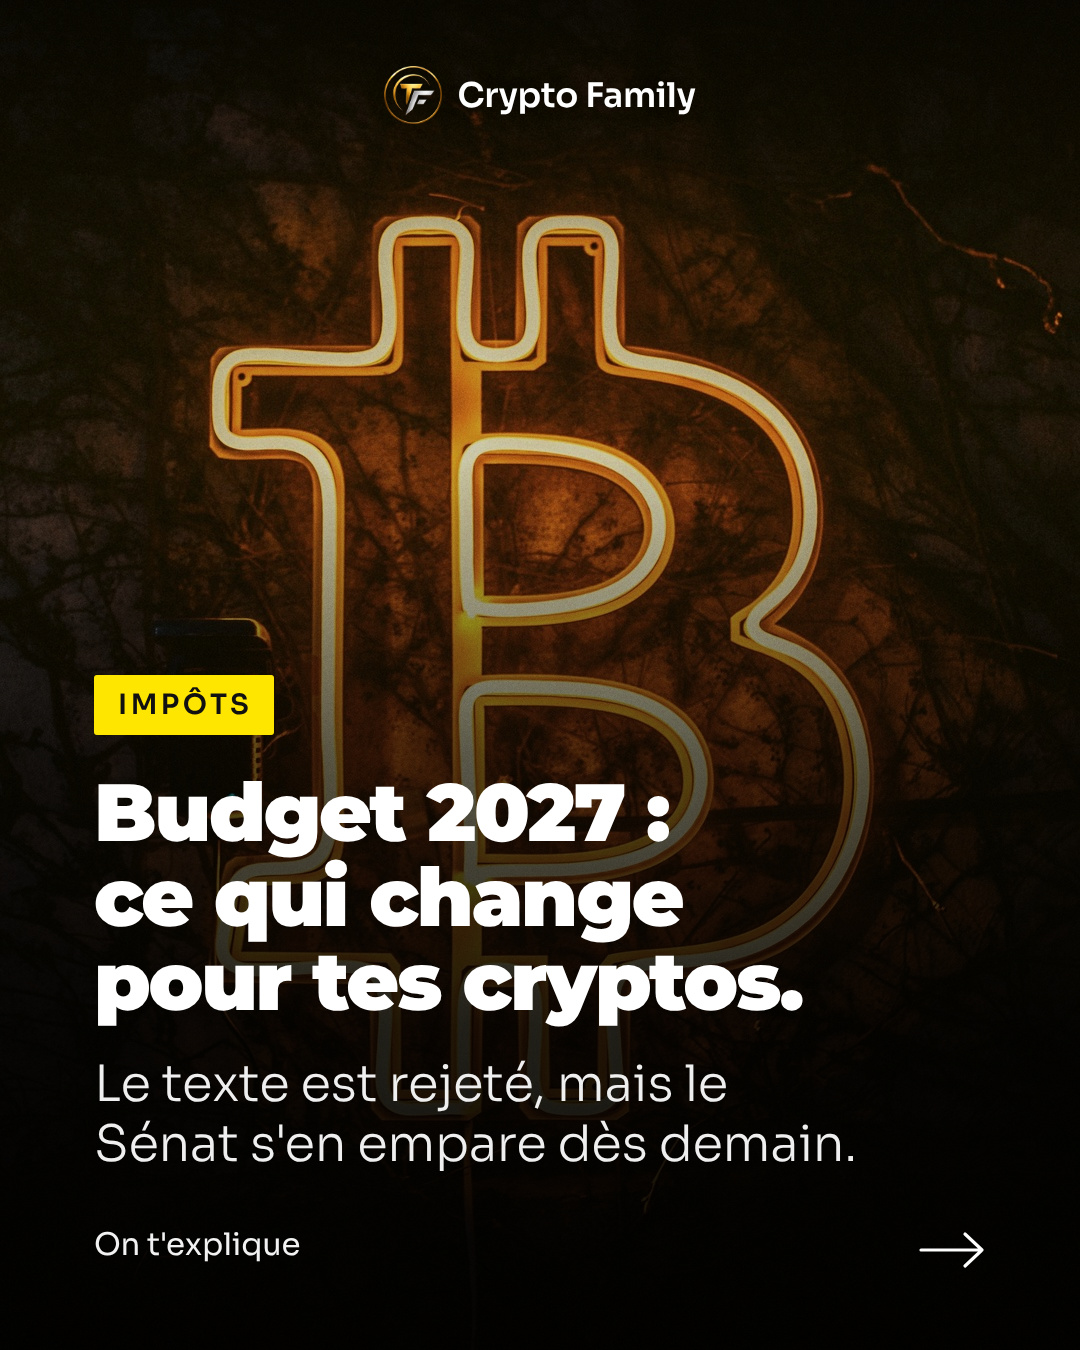 Crypto Family
IMPÔTS
Budget 2027 :
ce qui change
pour tes cryptos.
Le texte est rejeté, mais le
Sénat s'en empare dès demain.
On t'explique